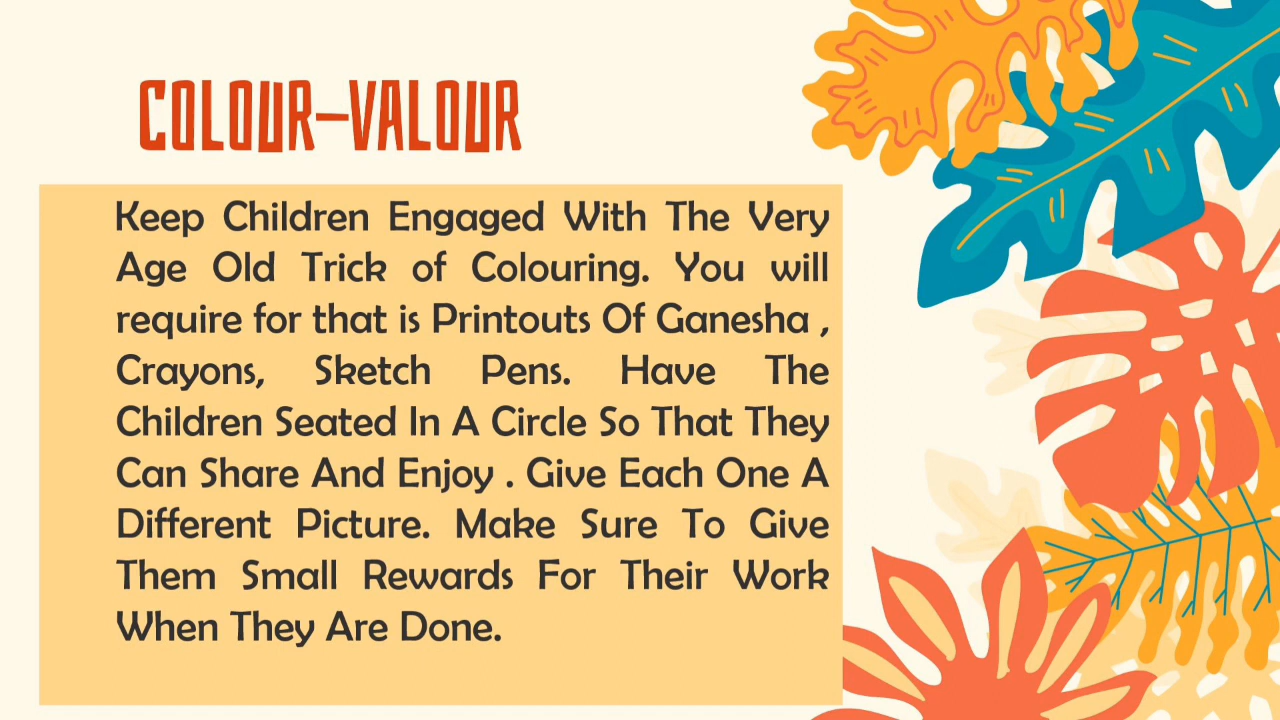 COLOUR-VALOUR
Keep Children Engaged With The Very
Age Old Trick of Colouring. You will
require for that is Printouts Of Ganesha ,
Crayons, Sketch Pens. Have The
Children Seated In A Circle So That They
Can Share And Enjoy . Give Each One A
Different Picture. Make Sure To Give
Them Small Rewards For Their Work
When They Are Done.